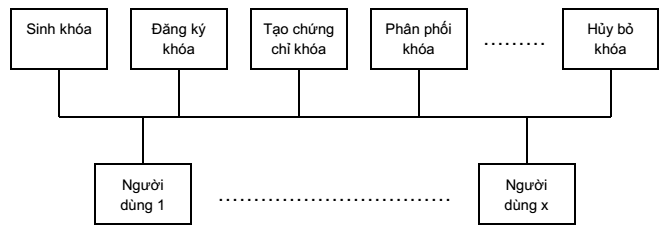 Sinh khóa
Đăng ký
khóa
Tạo chứng
chỉ khóa
Phân phối
khóa
..........
Hủy bỏ
khóa
Người
dùng 1
....................................
Người
dùng x